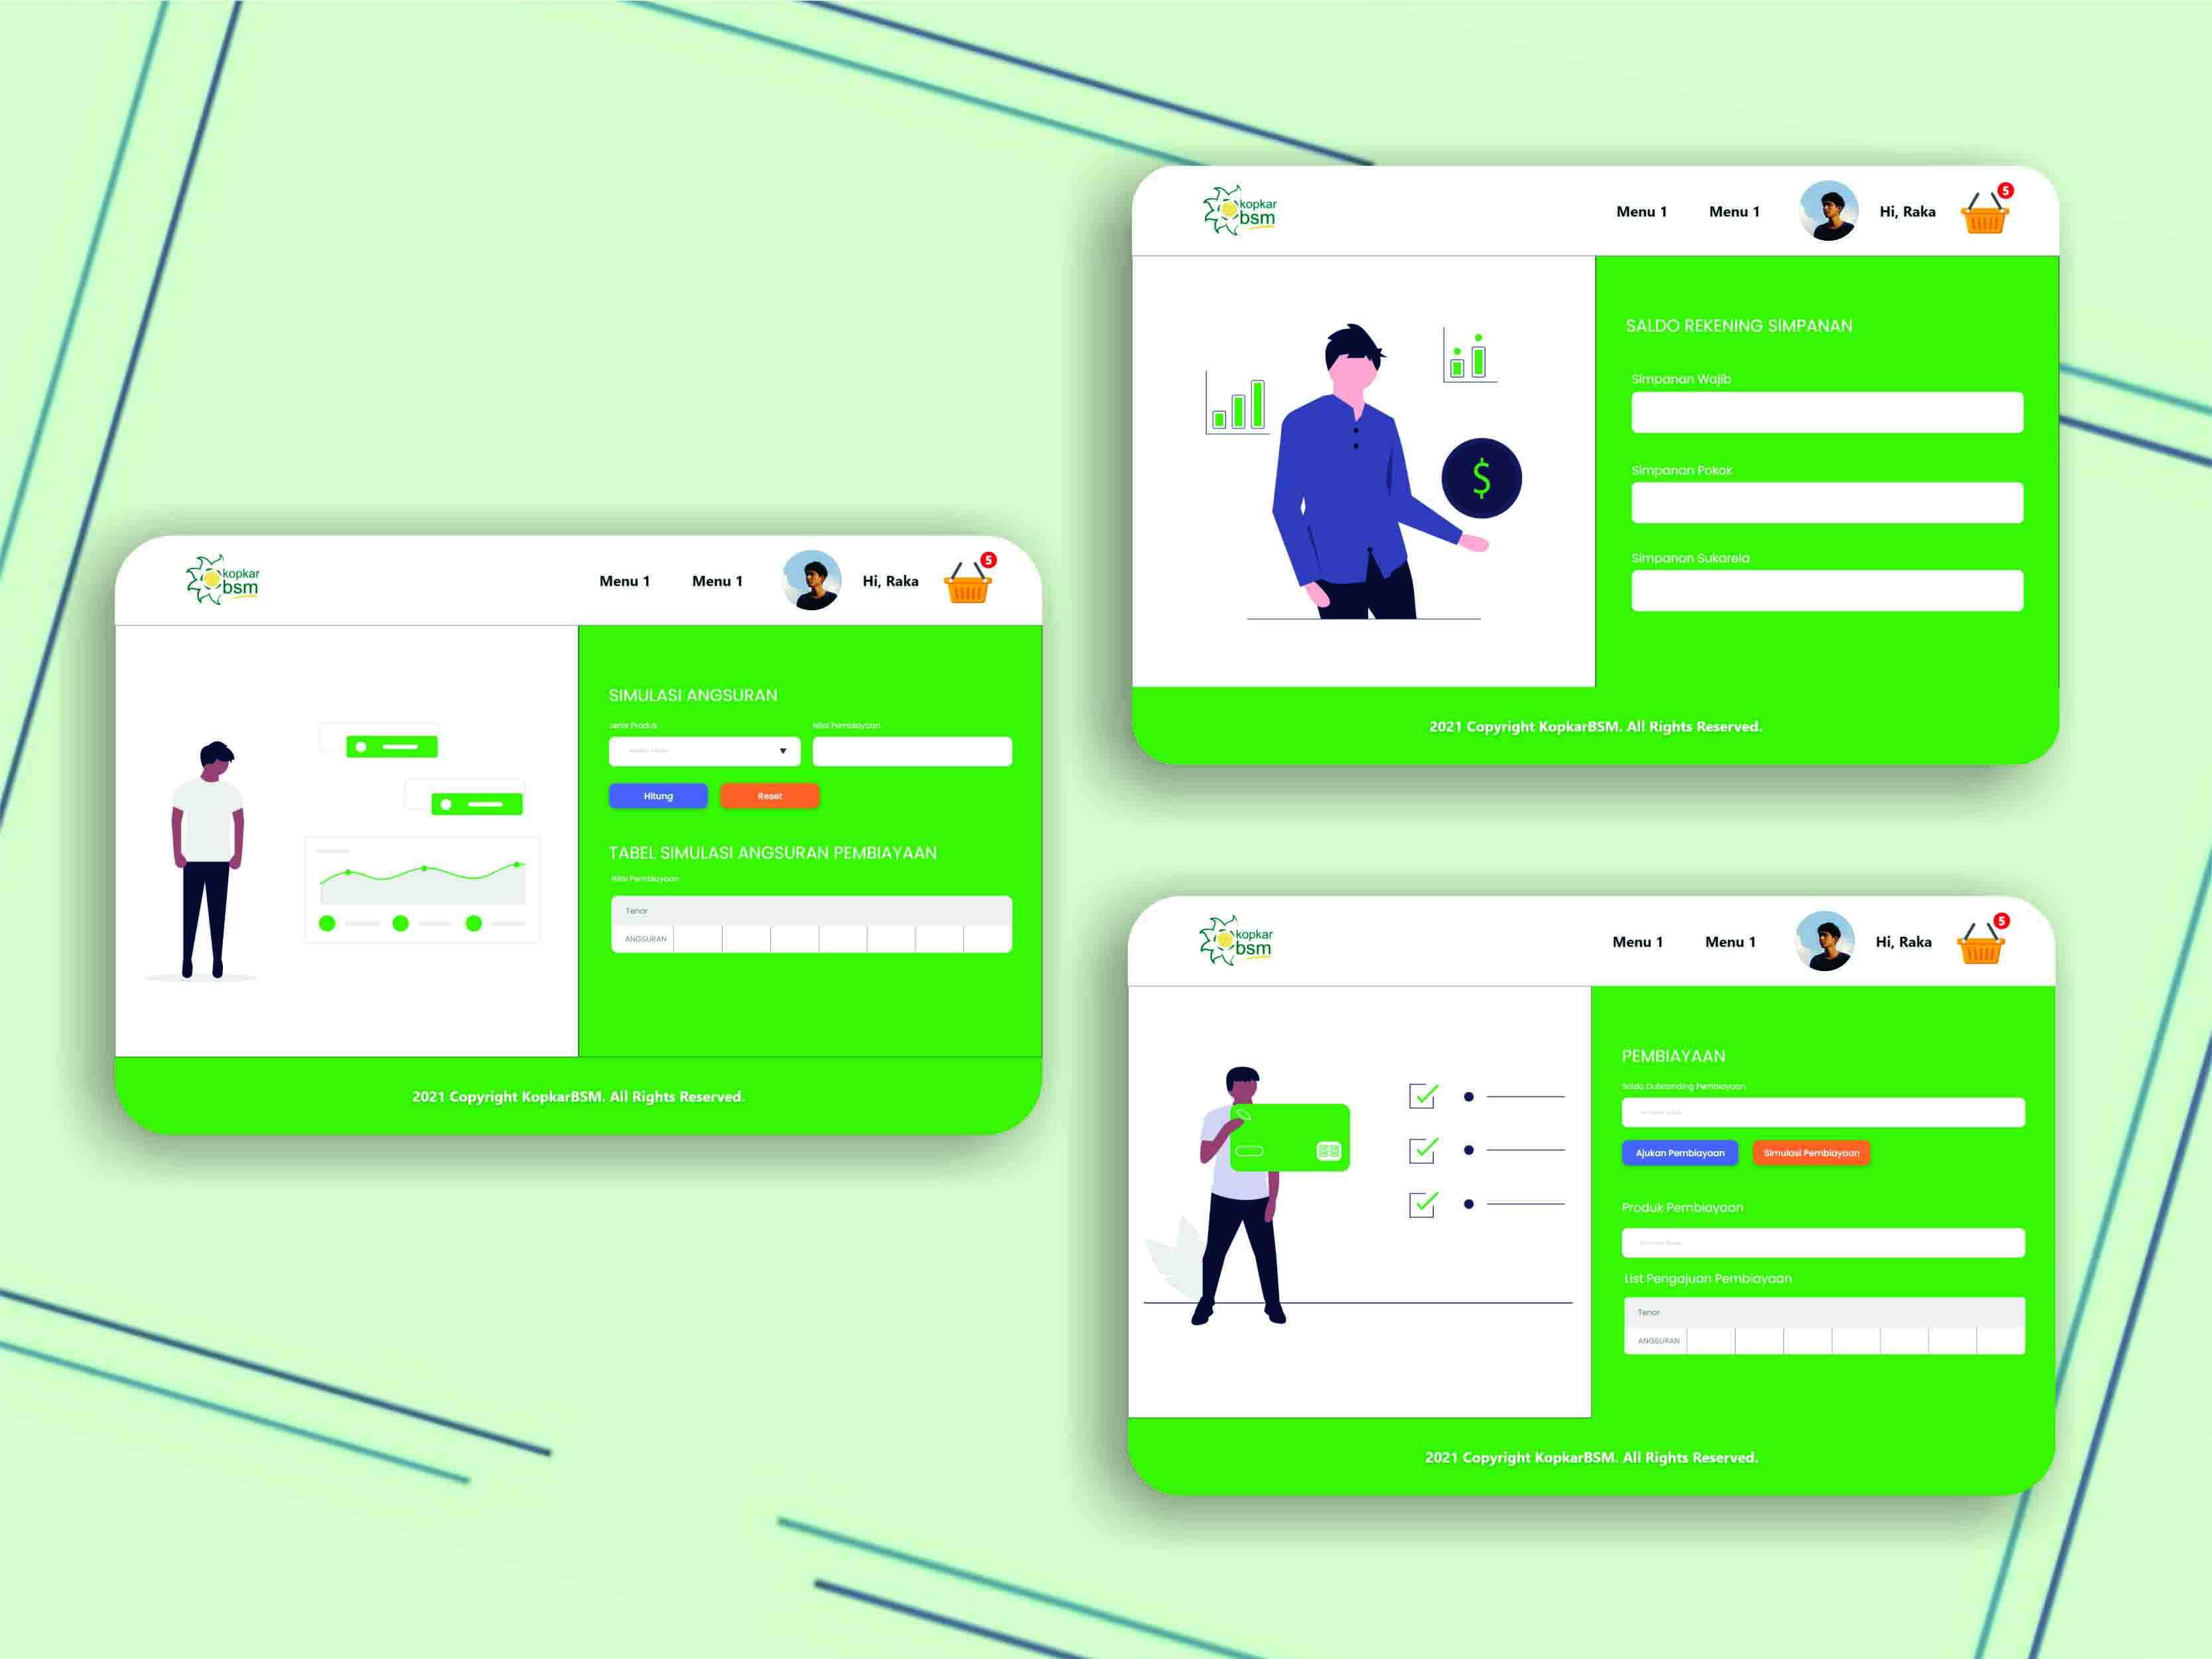 kopkar
bsm
Menu 1 Menu 1 Hi, Raka 5
SIMULASI ANGSURAN
Jenis Produk Nilai Pembiayaan
Hitung Reset
TABEL SIMULASI ANGSURAN PEMBIAYAAN
Nilai Pembiayaan :
Tenor
ANGSURAN
2021 Copyright KopkarBSM. All Rights Reserved.
kopkar
bsm
Menu 1 Menu 1 Hi, Raka 5
SALDO REKENING SIMPANAN
Simpanan Wajib
Simpanan Pokok
Simpanan Sukarela
$
2021 Copyright KopkarBSM. All Rights Reserved.
kopkar
bsm
Menu 1 Menu 1 Hi, Raka 5
PEMBIAYAAN
Saldo Outstanding Pembiayaan
Ajukan Pembiayaan Simulasi Pembiayaan
Produk Pembiayaan
List Pengajuan Pembiayaan
Tenor
ANGSURAN
2021 Copyright KopkarBSM. All Rights Reserved.